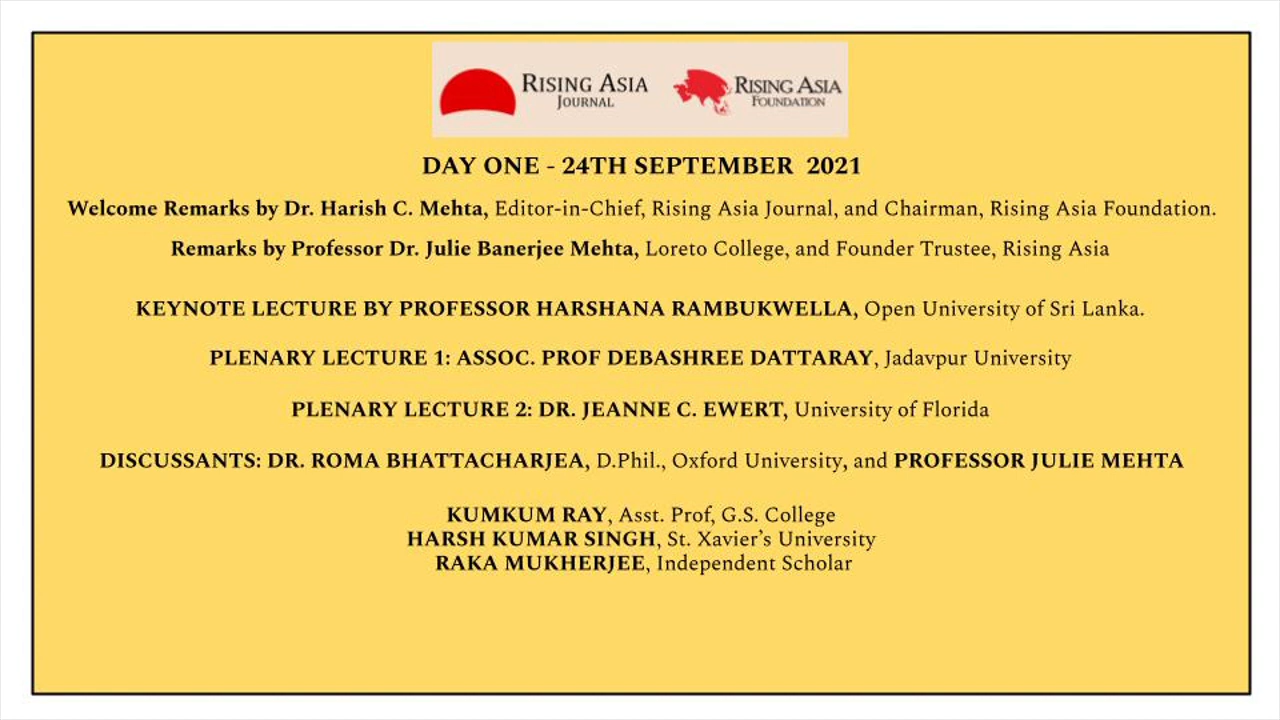 RISING ASIA
JOURNAL
RISING ASIA
FOUNDATION
DAY ONE - 24TH SEPTEMBER 2021
Welcome Remarks by Dr. Harish C. Mehta, Editor-in-Chief, Rising Asia Journal, and Chairman, Rising Asia Foundation.
Remarks by Professor Dr. Julie Banerjee Mehta, Loreto College, and Founder Trustee, Rising Asia
KEYNOTE LECTURE BY PROFESSOR HARSHANA RAMBUKWELLA, Open University of Sri Lanka.
PLENARY LECTURE 1: ASSOC. PROF DEBASHREE DATTARAY, Jadavpur University
PLENARY LECTURE 2: DR. JEANNE C. EWERT, University of Florida
DISCUSSANTS: DR. ROMA BHATTACHARJEA, D.Phil., Oxford University, and PROFESSOR JULIE MEHTA
KUMKUM RAY, Asst. Prof, G.S. College
HARSH KUMAR SINGH, St. Xavier’s University
RAKA MUKHERJEE, Independent Scholar